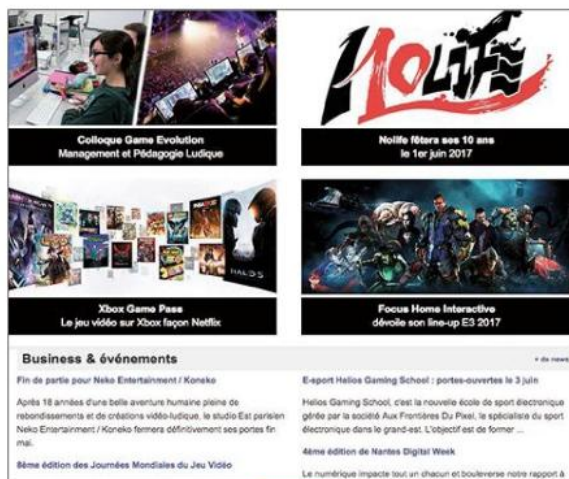 NOLIFE
Colloque Game Evolution
Management et Pédagogie Ludique
Nolife fêtera ses 10 ans
le 1er juin 2017
HALO 5
Xbox Game Pass
Le jeu vidéo sur Xbox façon Netflix
Focus Home Interactive
dévoile son line-up E3 2017
Business & événements
+ de news
Fin de partie pour Neko Entertainment / Koneko
Après 18 années d'une belle aventure humaine pleine de
rebondissements et de créations vidéo-ludique, le studio Est parisien
Neko Entertainment / Koneko fermera définitivement ses portes fin
mai.
8ème édition des Journées Mondiales du Jeu Vidéo
E-sport Helios Gaming School : portes-ouvertes le 3 juin
Helios Gaming School, c'est la nouvelle école de sport électronique
gérée par la société Aux Frontières Du Pixel, le spécialiste du sport
électronique dans le grand-est. L'objectif est de former ...
4ème édition de Nantes Digital Week
Le numérique impacte tout un chacun et bouleverse notre rapport à